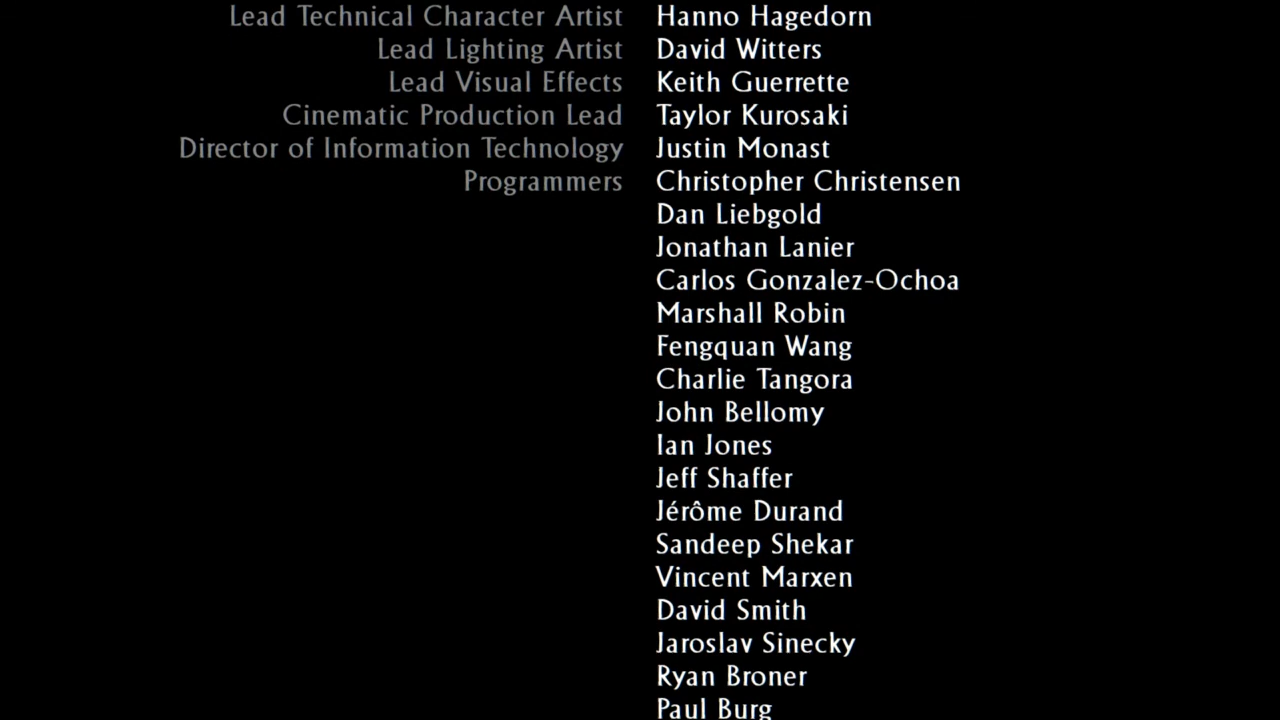 Lead Technical Character Artist Hanno Hagedorn
Lead Lighting Artist David Witters
Lead Visual Effects Keith Guerrette
Cinematic Production Lead Taylor Kurosaki
Director of Information Technology Justin Monast
Programmers Christopher Christensen
Dan Liebgold
Jonathan Lanier
Carlos Gonzalez-Ochoa
Marshall Robin
Fengquan Wang
Charlie Tangora
John Bellomy
Ian Jones
Jeff Shaffer
Jérôme Durand
Sandeep Shekar
Vincent Marxen
David Smith
Jaroslav Sinecky
Ryan Broner
Paul Burg